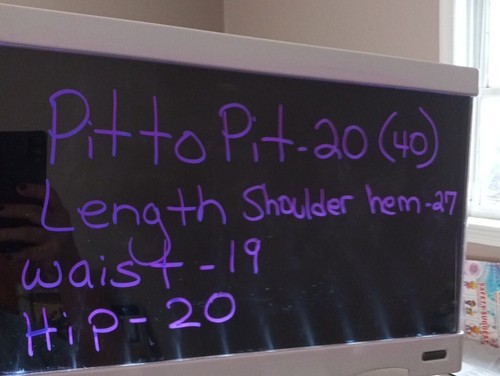 Pit to Pit - 20 (40)
Length Shoulder hem - 27
waist - 19
Hip - 20